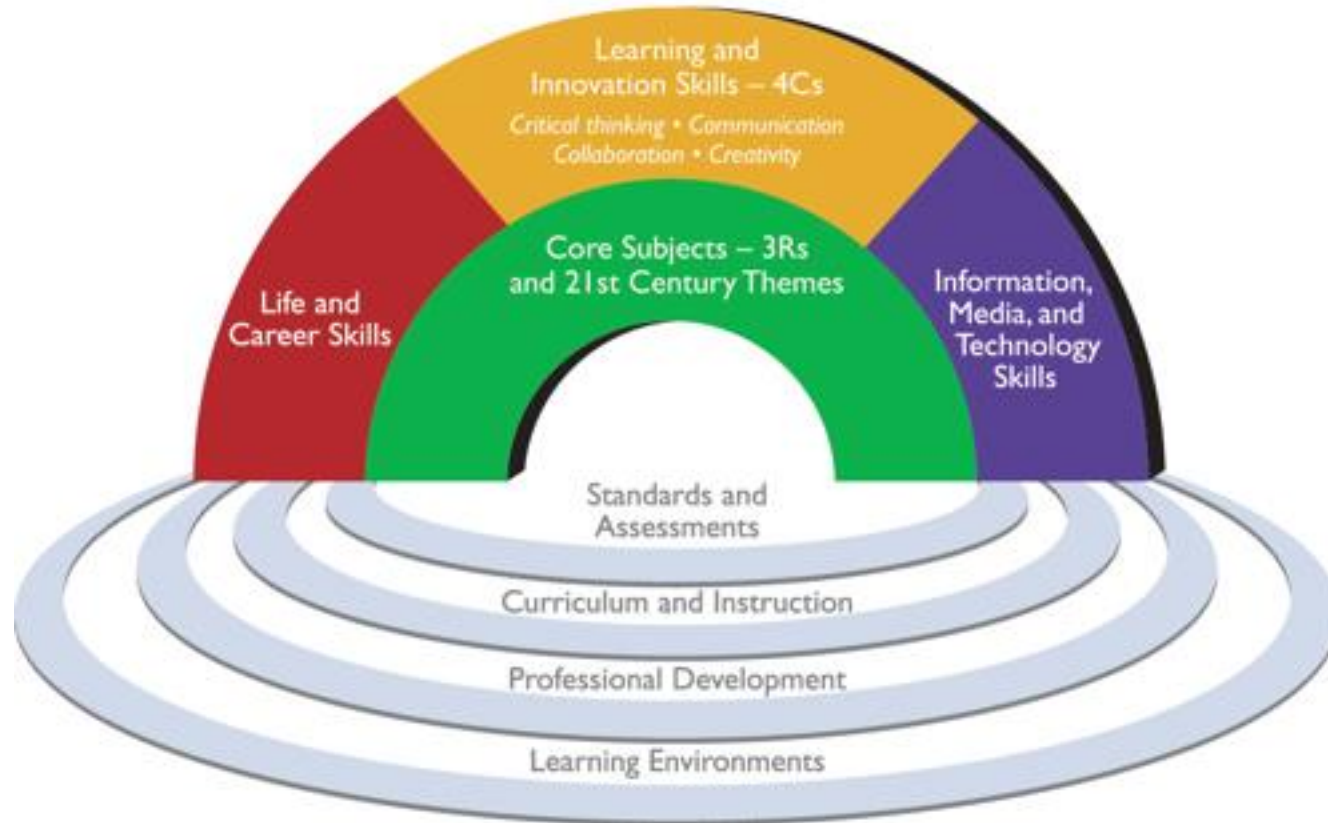 Learning and
Innovation Skills – 4Cs
Critical thinking • Communication
Collaboration • Creativity
Core Subjects – 3Rs
and 21st Century Themes
Life and
Career Skills
Information,
Media, and
Technology
Skills
Standards and
Assessments
Curriculum and Instruction
Professional Development
Learning Environments